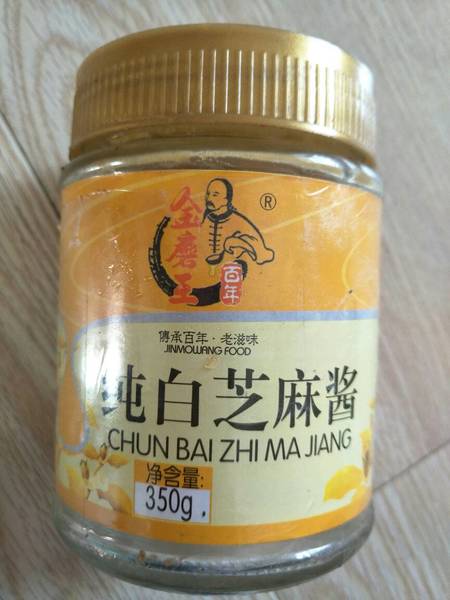 金磨王
®
百年
傳承百年·老滋味
JINMOWANG FOOD
纯白芝麻酱
CHUN BAI ZHI MA JIANG
净含量:
350g.